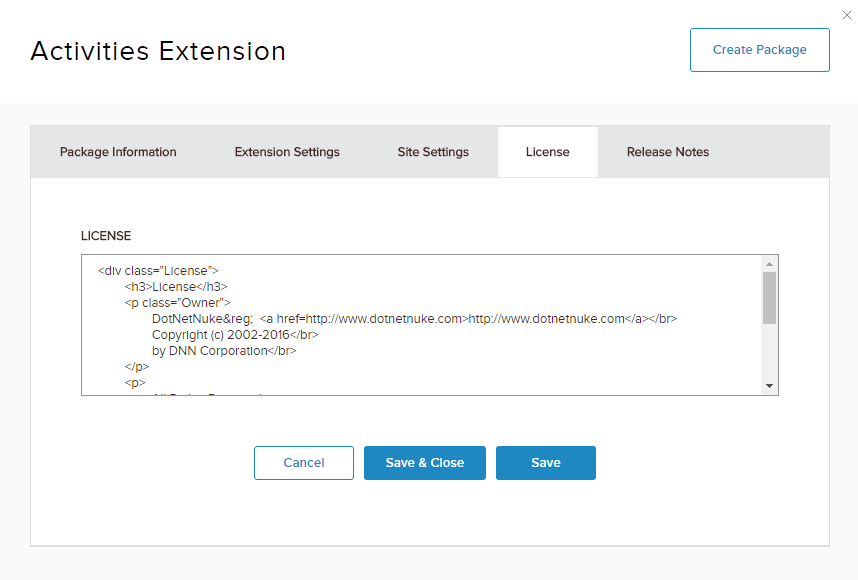 Activities Extension
Create Package
Package Information
Extension Settings
Site Settings
License
Release Notes
LICENSE
<div class="License">
<h3>License</h3>
<p class="Owner">
DotNetNuke&reg;  <a href=http://www.dotnetnuke.com>http://www.dotnetnuke.com</a></br>
Copyright (c) 2002-2016</br>
by DNN Corporation</br>
</p>
<p>
Cancel
Save & Close
Save